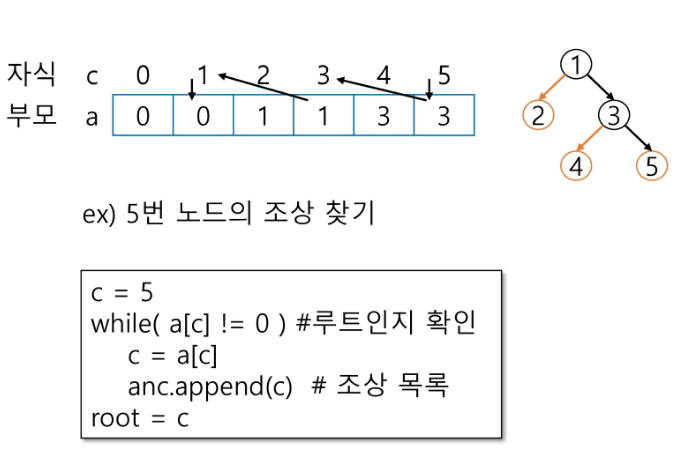 자식 c 0 1 2 3 4 5
부모 a 0 0 1 1 3 3
1
2 3
4 5
ex) 5번 노드의 조상 찾기
c = 5
while( a[c] != 0 ) #루트인지 확인
c = a[c]
anc.append(c) # 조상 목록
root = c